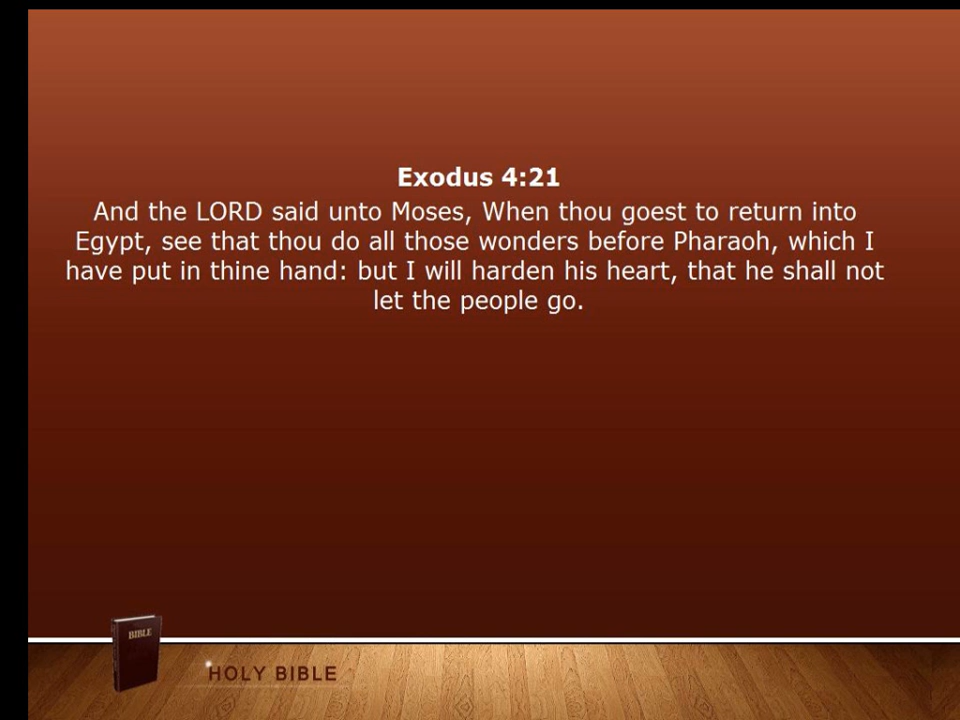 Exodus 4:21
And the LORD said unto Moses, When thou goest to return into
Egypt, see that thou do all those wonders before Pharaoh, which I
have put in thine hand: but I will harden his heart, that he shall not
let the people go.
BIBLE
HOLY BIBLE